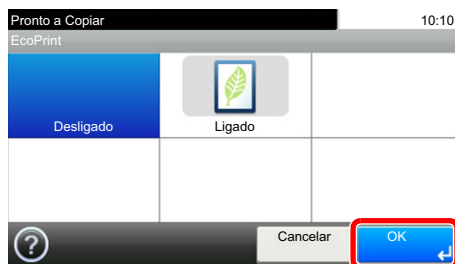 Pronto a Copiar 10:10
EcoPrint
Desligado Ligado
? Cancelar OK